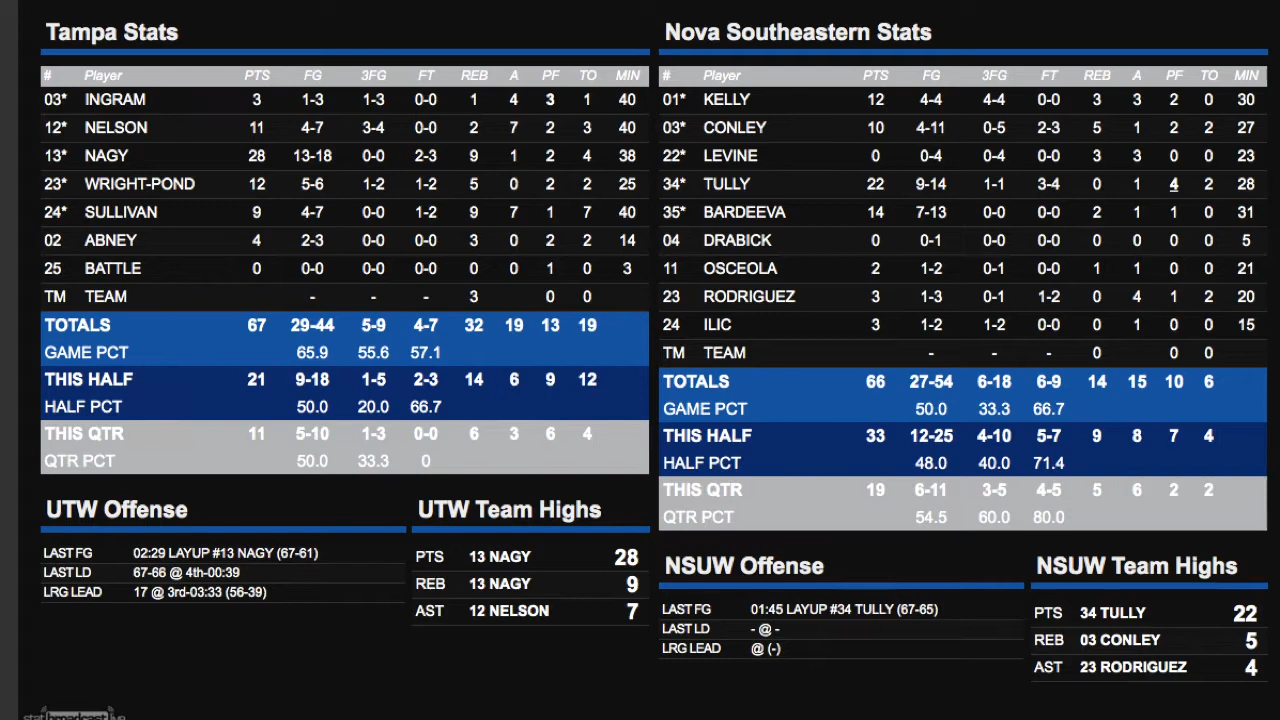 Tampa Stats
# Player PTS FG 3FG FT REB A PF TO MIN
03* INGRAM 3 1-3 1-3 0-0 1 4 3 1 40
12* NELSON 11 4-7 3-4 0-0 2 7 2 3 40
13* NAGY 28 13-18 0-0 2-3 9 1 2 4 38
23* WRIGHT-POND 12 5-6 1-2 1-2 5 0 2 2 25
24* SULLIVAN 9 4-7 0-0 1-2 9 7 1 7 40
02 ABNEY 4 2-3 0-0 0-0 3 0 2 2 14
25 BATTLE 0 0-0 0-0 0-0 0 0 1 0 3
TM TEAM - - - 3 0 0
TOTALS 67 29-44 5-9 4-7 32 19 13 19
GAME PCT 65.9 55.6 57.1
THIS HALF 21 9-18 1-5 2-3 14 6 9 12
HALF PCT 50.0 20.0 66.7
THIS QTR 11 5-10 1-3 0-0 6 3 6 4
QTR PCT 50.0 33.3 0
UTW Offense
LAST FG 02:29 LAYUP #13 NAGY (67-61)
LAST LD 67-66 @ 4th-00:39
LRG LEAD 17 @ 3rd-03:33 (56-39)
UTW Team Highs
PTS 13 NAGY 28
REB 13 NAGY 9
AST 12 NELSON 7
Nova Southeastern Stats
# Player PTS FG 3FG FT REB A PF TO MIN
01* KELLY 12 4-4 4-4 0-0 3 3 2 0 30
03* CONLEY 10 4-11 0-5 2-3 5 1 2 2 27
22* LEVINE 0 0-4 0-4 0-0 3 3 0 0 23
34* TULLY 22 9-14 1-1 3-4 0 1 4 2 28
35* BARDEEVA 14 7-13 0-0 0-0 2 1 1 0 31
04 DRABICK 0 0-1 0-0 0-0 0 0 0 0 5
11 OSCEOLA 2 1-2 0-1 0-0 1 1 0 0 21
23 RODRIGUEZ 3 1-3 0-1 1-2 0 4 1 2 20
24 ILIC 3 1-2 1-2 0-0 0 1 0 0 15
TM TEAM - - - 0 0 0
TOTALS 66 27-54 6-18 6-9 14 15 10 6
GAME PCT 50.0 33.3 66.7
THIS HALF 33 12-25 4-10 5-7 9 8 7 4
HALF PCT 48.0 40.0 71.4
THIS QTR 19 6-11 3-5 4-5 5 6 2 2
QTR PCT 54.5 60.0 80.0
NSUW Offense
LAST FG 01:45 LAYUP #34 TULLY (67-65)
LAST LD - @ -
LRG LEAD @ (-)
NSUW Team Highs
PTS 34 TULLY 22
REB 03 CONLEY 5
AST 23 RODRIGUEZ 4